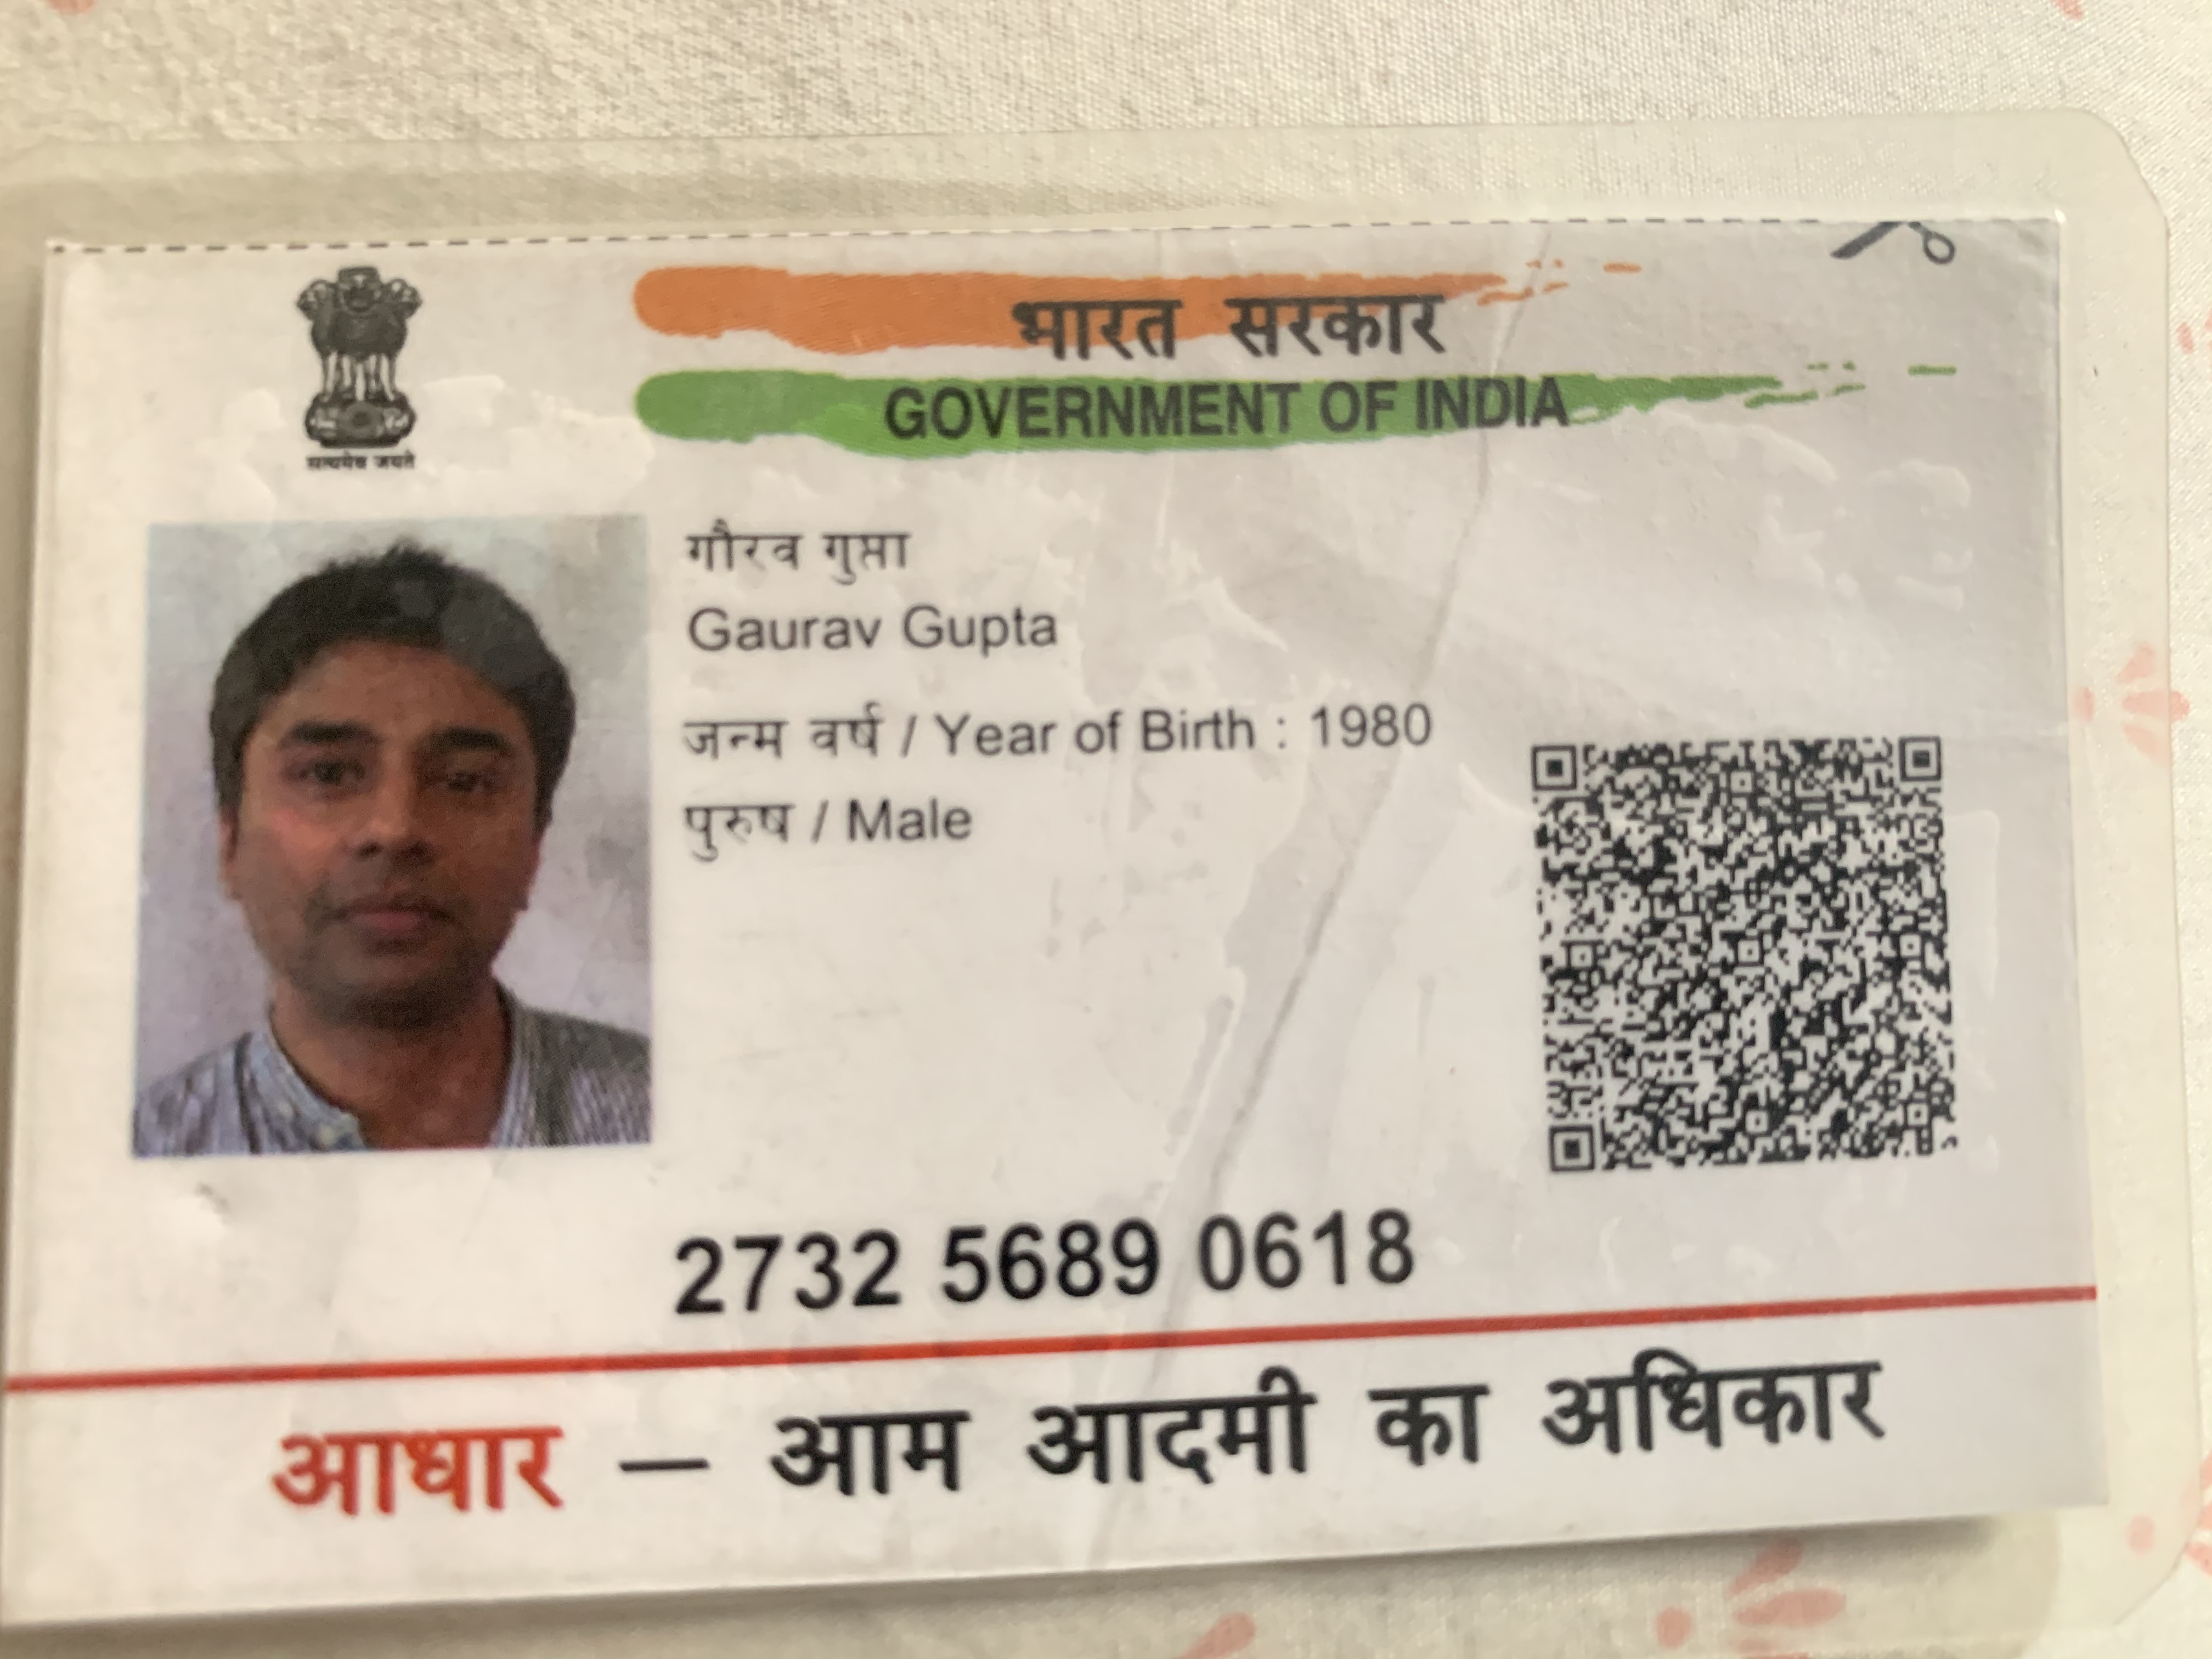 भारत सरकार
GOVERNMENT OF INDIA
सत्यमेव जयते
गौरव गुप्ता
Gaurav Gupta
जन्म वर्ष / Year of Birth : 1980
पुरुष / Male
2732 5689 0618
आधार – आम आदमी का अधिकार